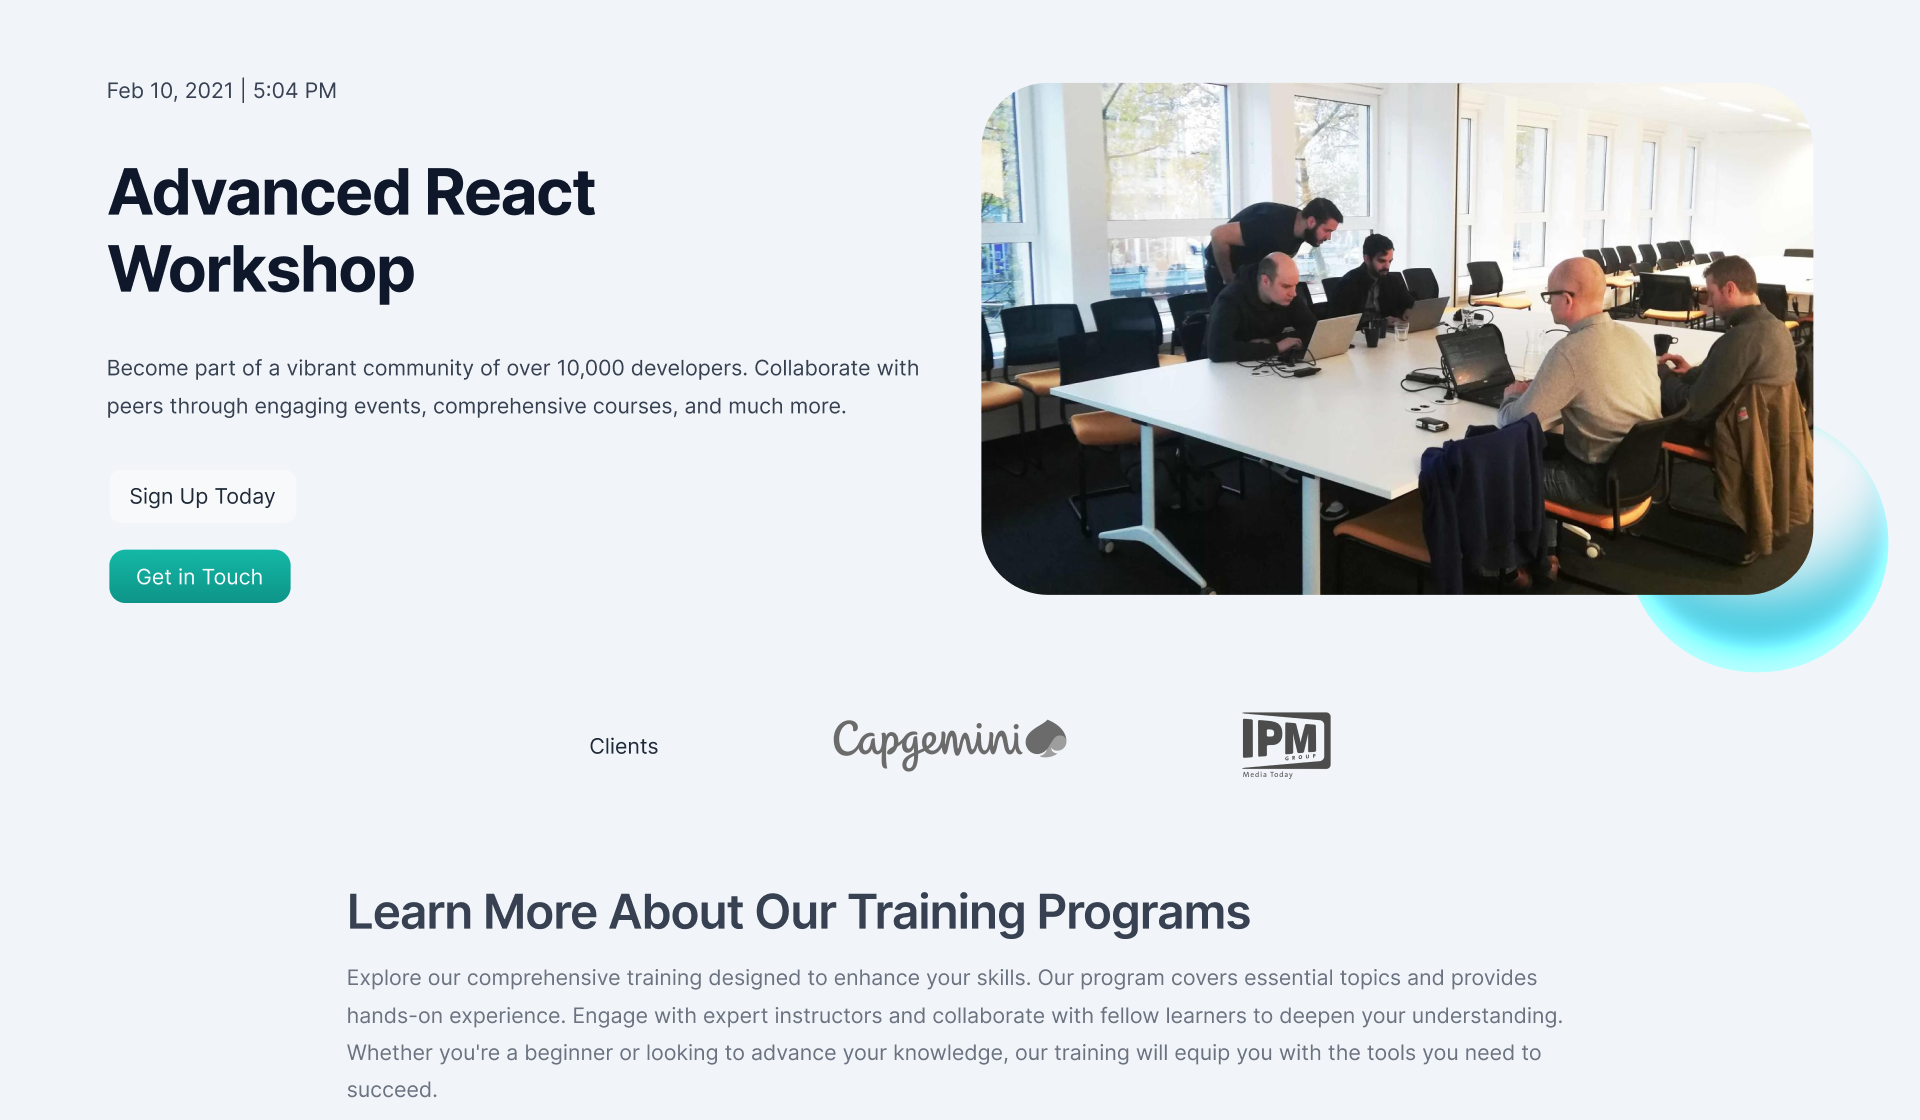 Feb 10, 2021 | 5:04 PM
Advanced React
Workshop
Become part of a vibrant community of over 10,000 developers. Collaborate with
peers through engaging events, comprehensive courses, and much more.
Sign Up Today
Get in Touch
Clients
Capgemini
IPM
GROUP
Media Today
Learn More About Our Training Programs
Explore our comprehensive training designed to enhance your skills. Our program covers essential topics and provides
hands-on experience. Engage with expert instructors and collaborate with fellow learners to deepen your understanding.
Whether you're a beginner or looking to advance your knowledge, our training will equip you with the tools you need to
succeed.